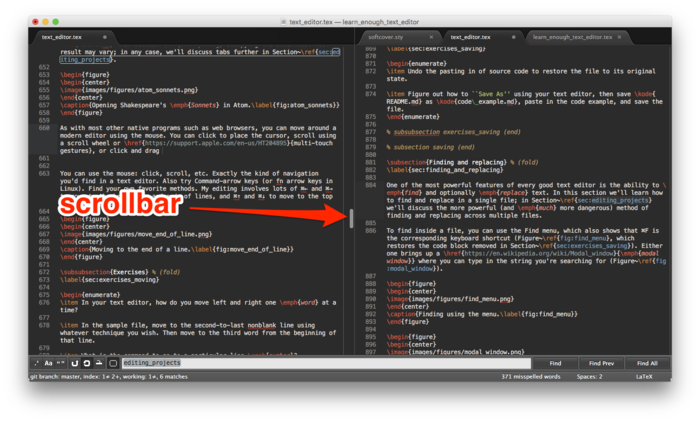 text_editor.tex — learn_enough_text_editor
text_editor.tex
result may vary; in any case, we'll discuss tabs further in Section~\ref{sec:ed
iting_projects}.
652
653 \begin{figure}
654 \begin{center}
655 \image{images/figures/atom_sonnets.png}
656 \end{center}
657 \caption{Opening Shakespeare's \emph{Sonnets} in Atom.\label{fig:atom_sonnets}}
658 \end{figure}
659
660 As with most other native programs such as web browsers, you can move around a
modern editor using the mouse. You can click to place the cursor, scroll using
a scroll wheel or \href{https://support.apple.com/en-us/HT204895}{multi-touch
gestures}, or click and drag
661
662
663 You can use the mouse: click, scroll, etc. Exactly the kind of navigation
you'd find in a text editor. Also try Command-arrow keys (or fn arrow keys in
Linux). Find your own favorite methods. My editing involves lots of ⌘← and ⌘→
of lines, and ⌘↑ and ⌘↓ to move to the top
664
scrollbar
\begin{figure}
666 \begin{center}
667 \image{images/figures/move_end_of_line.png}
668 \end{center}
669 \caption{Moving to the end of a line.\label{fig:move_end_of_line}}
670 \end{figure}
671
672 \subsubsection{Exercises} % (fold)
673 \label{sec:exercises_moving}
674
675 \begin{enumerate}
676 \item In your text editor, how do you move left and right one \emph{word} at a
time?
677
678 \item In the sample file, move to the second-to-last nonblank line using
whatever technique you wish. Then move to the third word from the beginning of
that line.
679
softcover.sty
text_editor.tex
learn_enough_text_editor.tex
869 \label{sec:exercises_saving}
870
871 \begin{enumerate}
872 \item Undo the pasting in of source code to restore the file to its original
state.
873
874 \item Figure out how to ``Save As'' using your text editor, then save \kode{
README.md} as \kode{code\_example.md}, paste in the code example, and save the
file.
875 \end{enumerate}
876
877 % subsubsection exercises_saving (end)
878
879 % subsection saving (end)
880
881 \subsection{Finding and replacing} % (fold)
882 \label{sec:finding_and_replacing}
883
884 One of the most powerful features of every good text editor is the ability to \
emph{find} and optionally \emph{replace} text. In this section we'll learn how
to find and replace in a single file; in Section~\ref{sec:editing_projects}
we'll discuss the more powerful (and \emph{much} more dangerous) method of
finding and replacing across multiple files.
885
886 To find inside a file, you can use the Find menu, which also shows that ⌘F is
the corresponding keyboard shortcut (Figure~\ref{fig:find_menu}, which
restores the block removed in Section~\ref{sec:cut_copy_paste}). Either
one brings up a \href{https://en.wikipedia.org/wiki/Modal_window}{\emph{modal
window}} where you can type in the string you're searching for (Figure~\ref{fig
:modal_window}).
887
888 \begin{figure}
889 \begin{center}
890 \image{images/figures/find_menu.png}
891 \end{center}
892 \caption{Finding using the menu.\label{fig:find_menu}}
893 \end{figure}
894
895 \begin{figure}
896 \begin{center}
897 \image{images/figures/modal_window.png}
.* Aa “”
editing_projects
Find
Find Prev
Find All
git branch: master, index: 1≠ 2+, working: 1≠, 6 matches
371 misspelled words
Spaces: 2
LaTeX